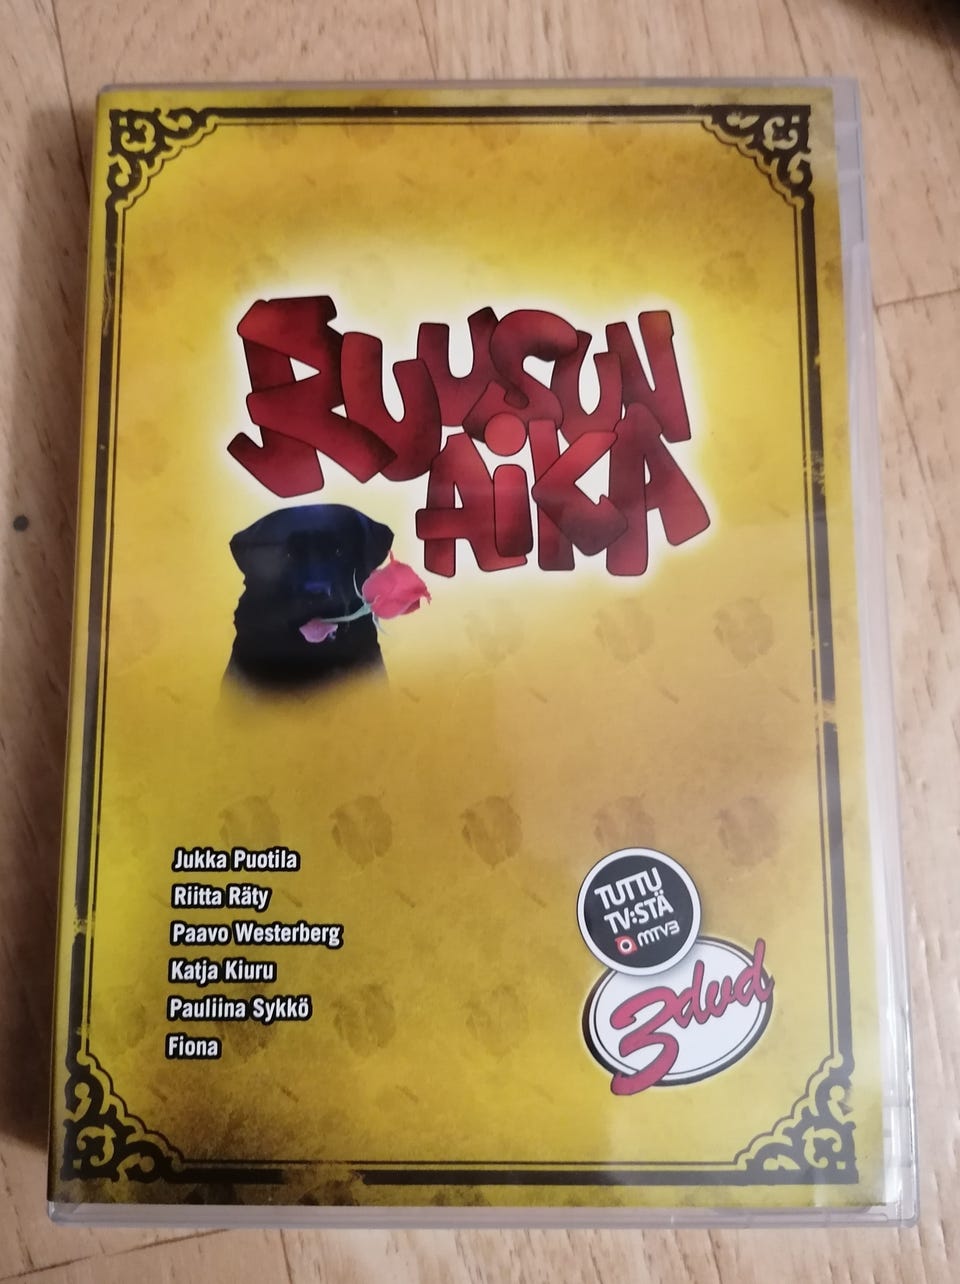 RUUSUN
AiKA
Jukka Puotila
Riitta Räty
Paavo Westerberg
Katja Kiuru
Pauliina Sykkö
Fiona
TUTTU
TV:STÄ
MTV3
3dvd